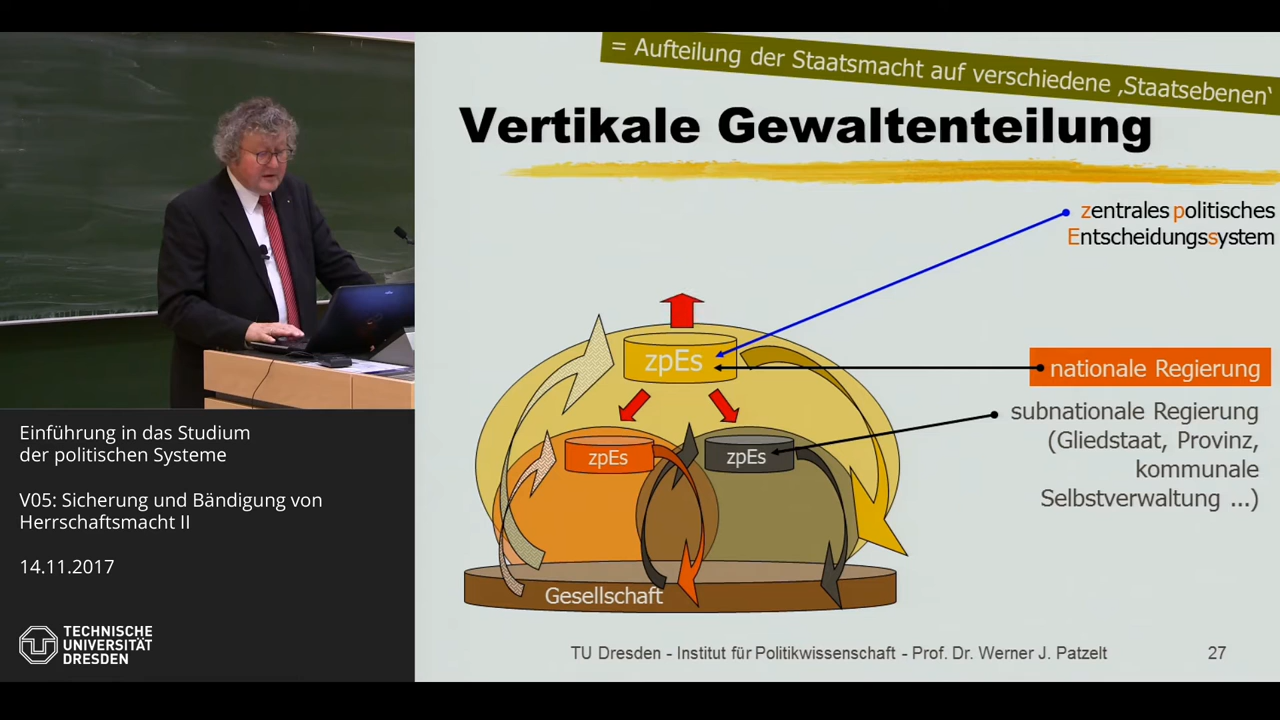 = Aufteilung der Staatsmacht auf verschiedene ‚Staatsebenen‘
Vertikale Gewaltenteilung
zentrales politisches
Entscheidungssystem
zpEs
nationale Regierung
subnationale Regierung
(Gliedstaat, Provinz,
kommunale
Selbstverwaltung ...)
zpEs
zpEs
Gesellschaft
TU Dresden - Institut für Politikwissenschaft - Prof. Dr. Werner J. Patzelt
27
Einführung in das Studium
der politischen Systeme
V05: Sicherung und Bändigung von
Herrschaftsmacht II
14.11.2017
TECHNISCHE
UNIVERSITÄT
DRESDEN